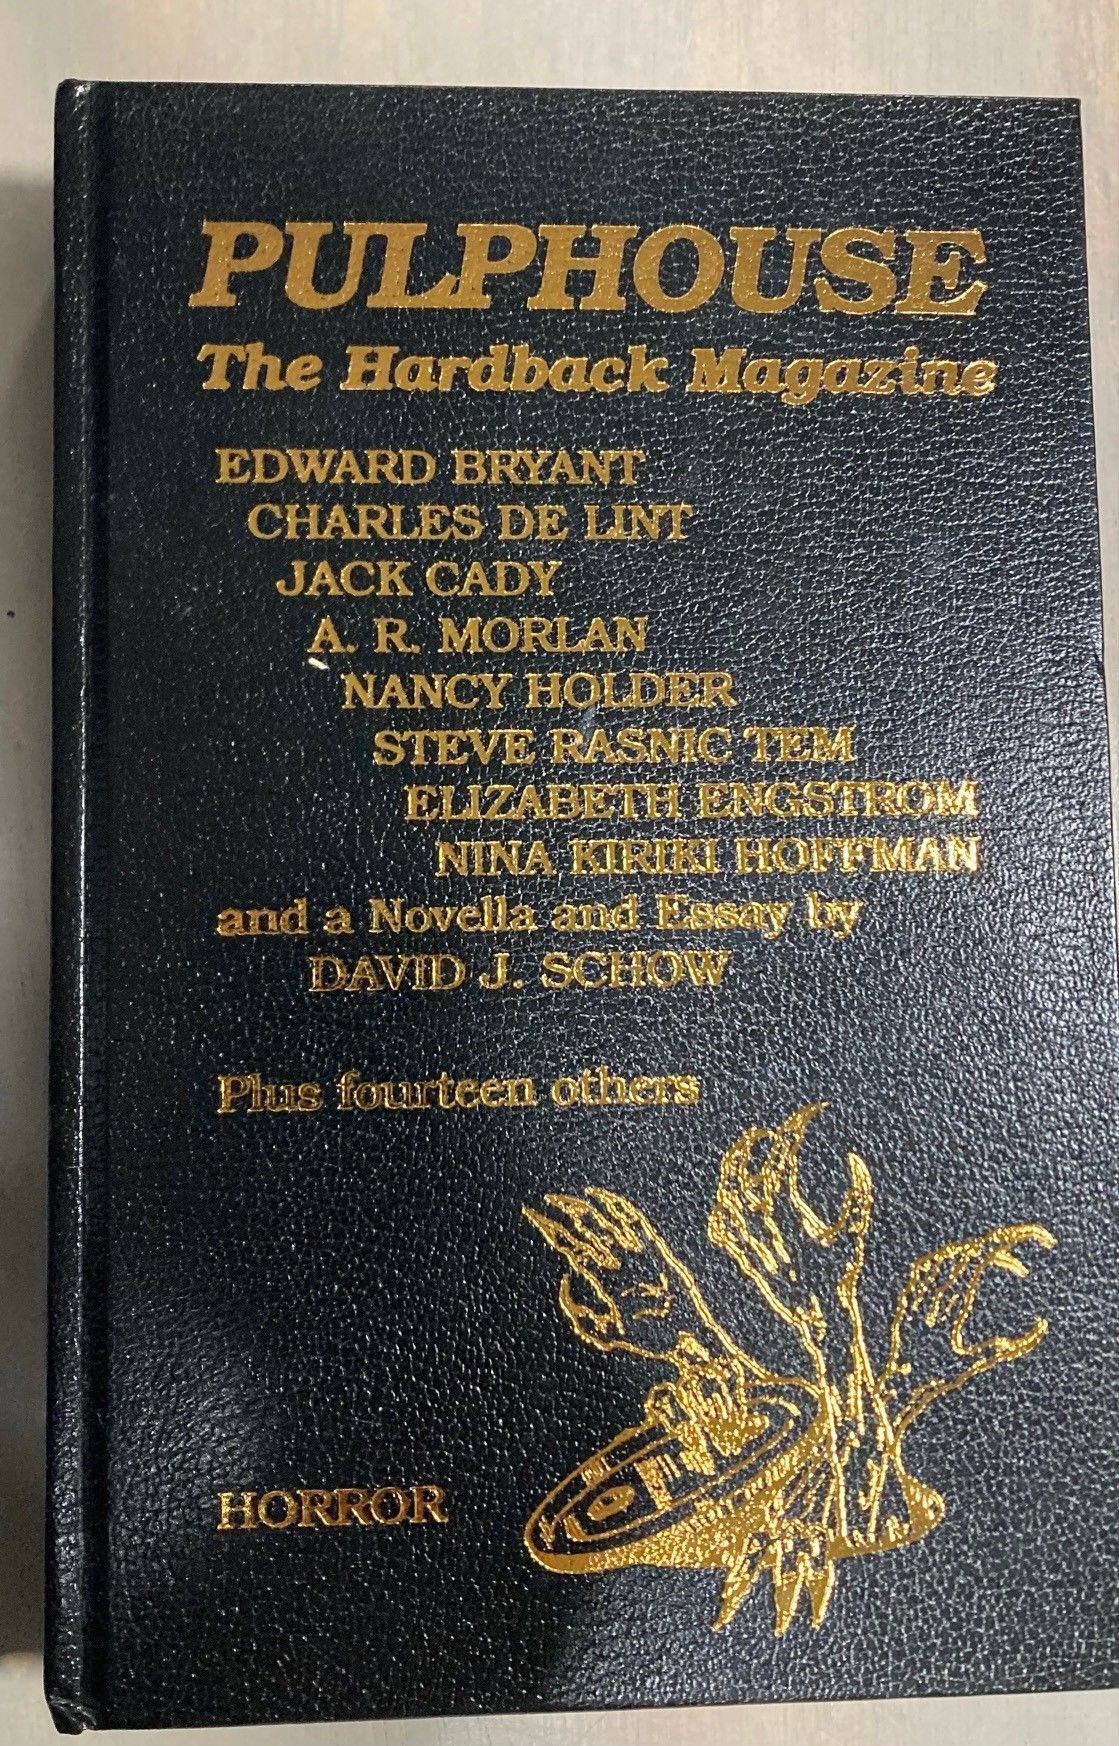 PULPHOUSE
The Hardback Magazine
EDWARD BRYANT
CHARLES DE LINT
JACK CADY
A. R. MORLAN
NANCY HOLDER
STEVE RASNIC TEM
ELIZABETH ENGSTROM
NINA KIRIKI HOFFMAN
and a Novella and Essay by
DAVID J. SCHOW
Plus fourteen others
HORROR